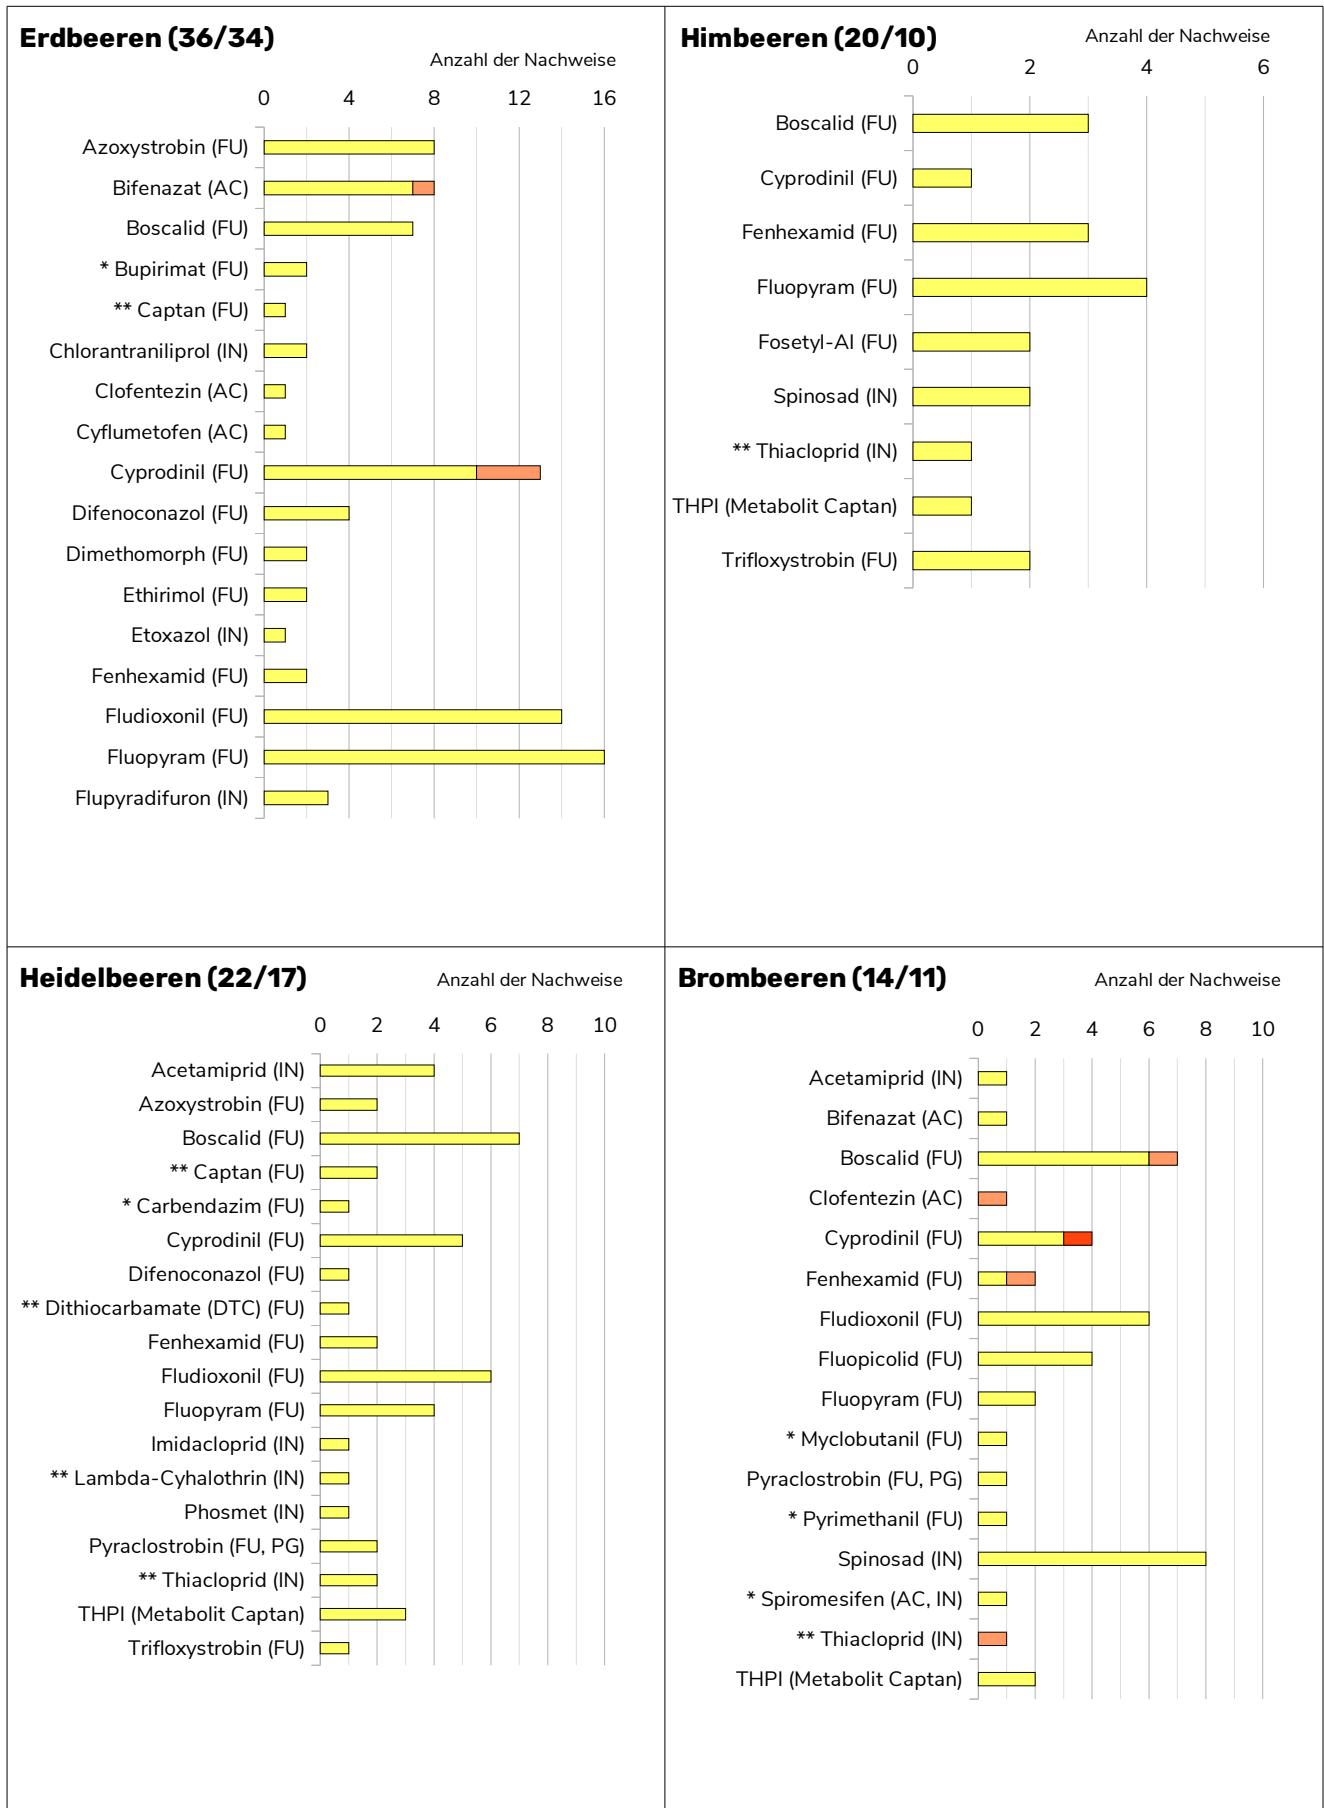 Erdbeeren (36/34)
Anzahl der Nachweise
0 4 8 12 16
Azoxystrobin (FU)
Bifenazat (AC)
Boscalid (FU)
* Bupirimat (FU)
** Captan (FU)
Chlorantraniliprol (IN)
Clofentezin (AC)
Cyflumetofen (AC)
Cyprodinil (FU)
Difenoconazol (FU)
Dimethomorph (FU)
Ethirimol (FU)
Etoxazol (IN)
Fenhexamid (FU)
Fludioxonil (FU)
Fluopyram (FU)
Flupyradifuron (IN)
Himbeeren (20/10)
Anzahl der Nachweise
0 2 4 6
Boscalid (FU)
Cyprodinil (FU)
Fenhexamid (FU)
Fluopyram (FU)
Fosetyl-Al (FU)
Spinosad (IN)
** Thiacloprid (IN)
THPI (Metabolit Captan)
Trifloxystrobin (FU)
Heidelbeeren (22/17)
Anzahl der Nachweise
0 2 4 6 8 10
Acetamiprid (IN)
Azoxystrobin (FU)
Boscalid (FU)
** Captan (FU)
* Carbendazim (FU)
Cyprodinil (FU)
Difenoconazol (FU)
** Dithiocarbamate (DTC) (FU)
Fenhexamid (FU)
Fludioxonil (FU)
Fluopyram (FU)
Imidacloprid (IN)
** Lambda-Cyhalothrin (IN)
Phosmet (IN)
Pyraclostrobin (FU, PG)
** Thiacloprid (IN)
THPI (Metabolit Captan)
Trifloxystrobin (FU)
Brombeeren (14/11)
Anzahl der Nachweise
0 2 4 6 8 10
Acetamiprid (IN)
Bifenazat (AC)
Boscalid (FU)
Clofentezin (AC)
Cyprodinil (FU)
Fenhexamid (FU)
Fludioxonil (FU)
Fluopicolid (FU)
Fluopyram (FU)
* Myclobutanil (FU)
Pyraclostrobin (FU, PG)
* Pyrimethanil (FU)
Spinosad (IN)
* Spiromesifen (AC, IN)
** Thiacloprid (IN)
THPI (Metabolit Captan)